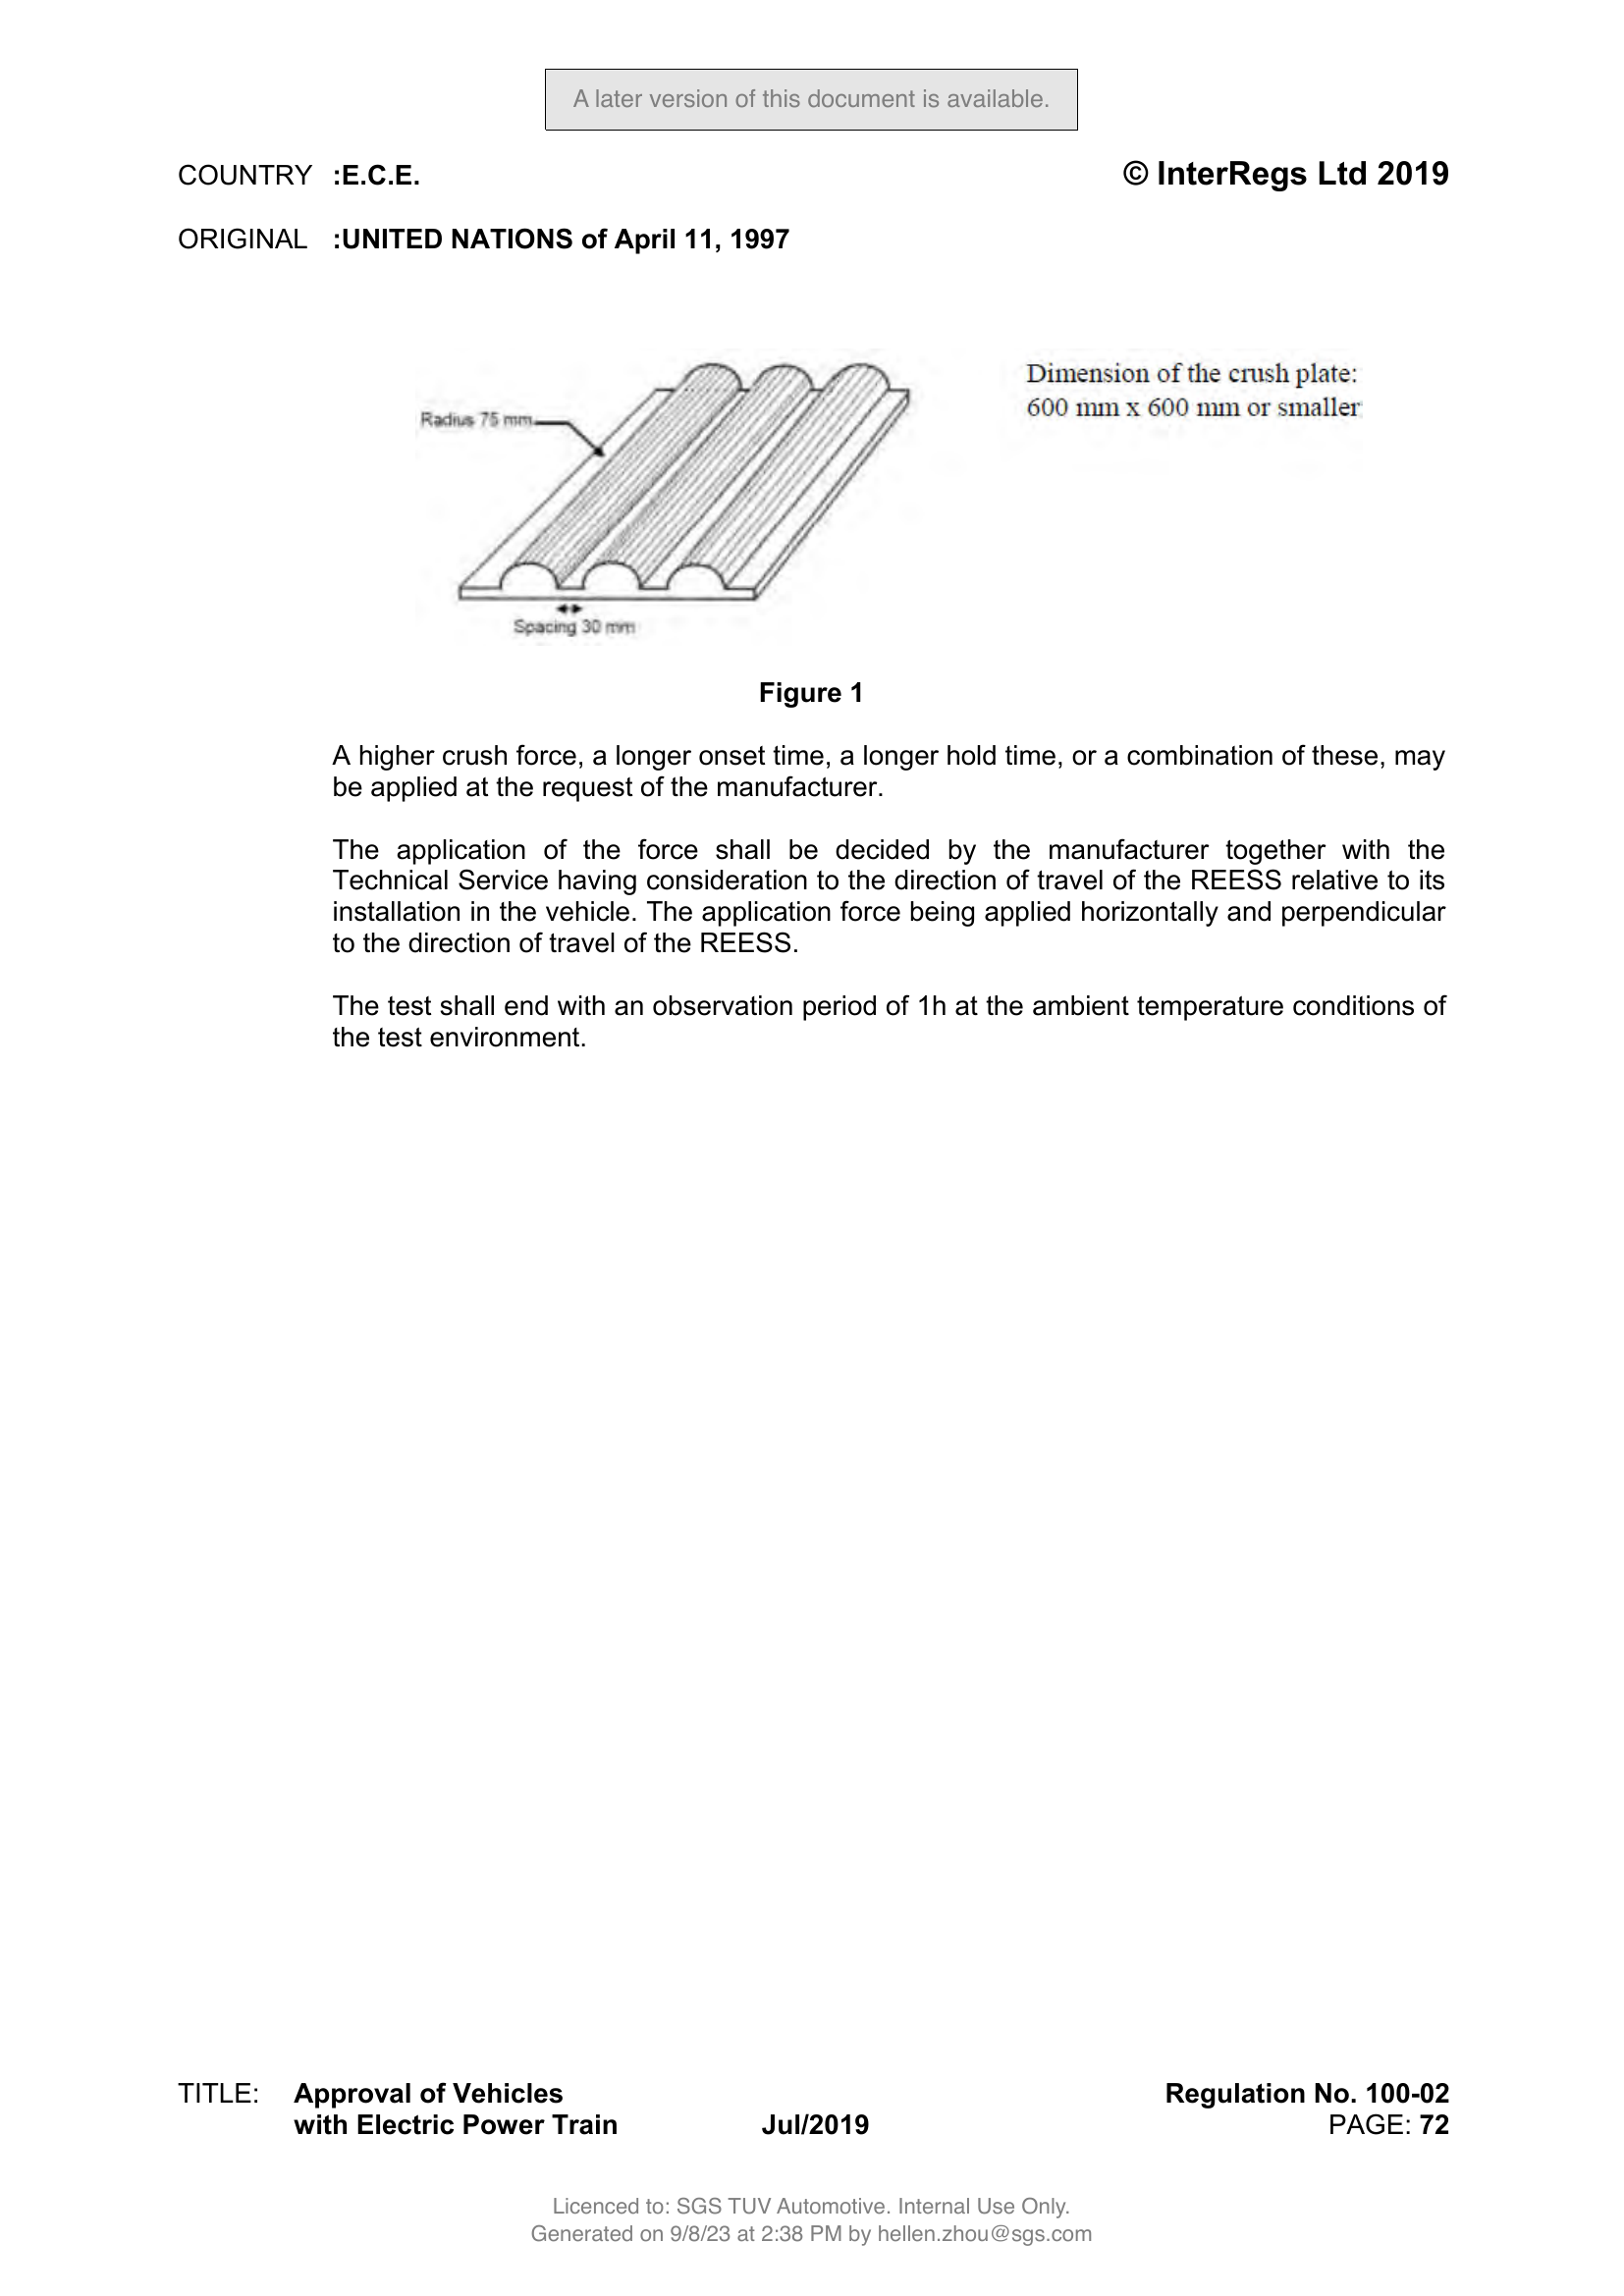 A later version of this document is available.
COUNTRY :E.C.E.
© InterRegs Ltd 2019
ORIGINAL :UNITED NATIONS of April 11, 1997
Dimension of the crush plate:
600 mm x 600 mm or smaller
Radius 75 mm
Spacing 30 mm
Figure 1
A higher crush force, a longer onset time, a longer hold time, or a combination of these, may
be applied at the request of the manufacturer.
The application of the force shall be decided by the manufacturer together with the
Technical Service having consideration to the direction of travel of the REESS relative to its
installation in the vehicle. The application force being applied horizontally and perpendicular
to the direction of travel of the REESS.
The test shall end with an observation period of 1h at the ambient temperature conditions of
the test environment.
TITLE: Approval of Vehicles
with Electric Power Train
Jul/2019
Regulation No. 100-02
PAGE: 72
Licenced to: SGS TUV Automotive. Internal Use Only.
Generated on 9/8/23 at 2:38 PM by hellen.zhou@sgs.com